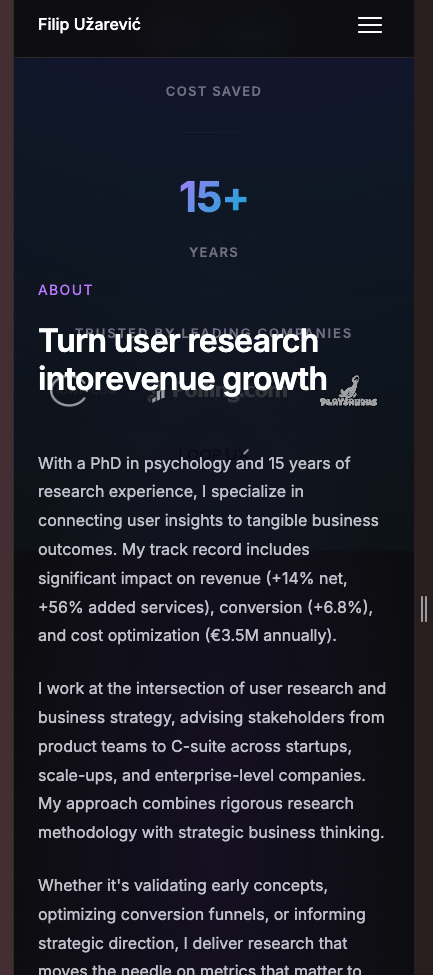 Filip Užarević
COST SAVED
15+
YEARS
ABOUT
TRUSTED BY LEADING COMPANIES
Turn user research
intorevenue growth
With a PhD in psychology and 15 years of
research experience, I specialize in
connecting user insights to tangible business
outcomes. My track record includes
significant impact on revenue (+14% net,
+56% added services), conversion (+6.8%),
and cost optimization (€3.5M annually).
I work at the intersection of user research and
business strategy, advising stakeholders from
product teams to C-suite across startups,
scale-ups, and enterprise-level companies.
My approach combines rigorous research
methodology with strategic business thinking.
Whether it's validating early concepts,
optimizing conversion funnels, or informing
strategic direction, I deliver research that
moves the needle on metrics that matter to